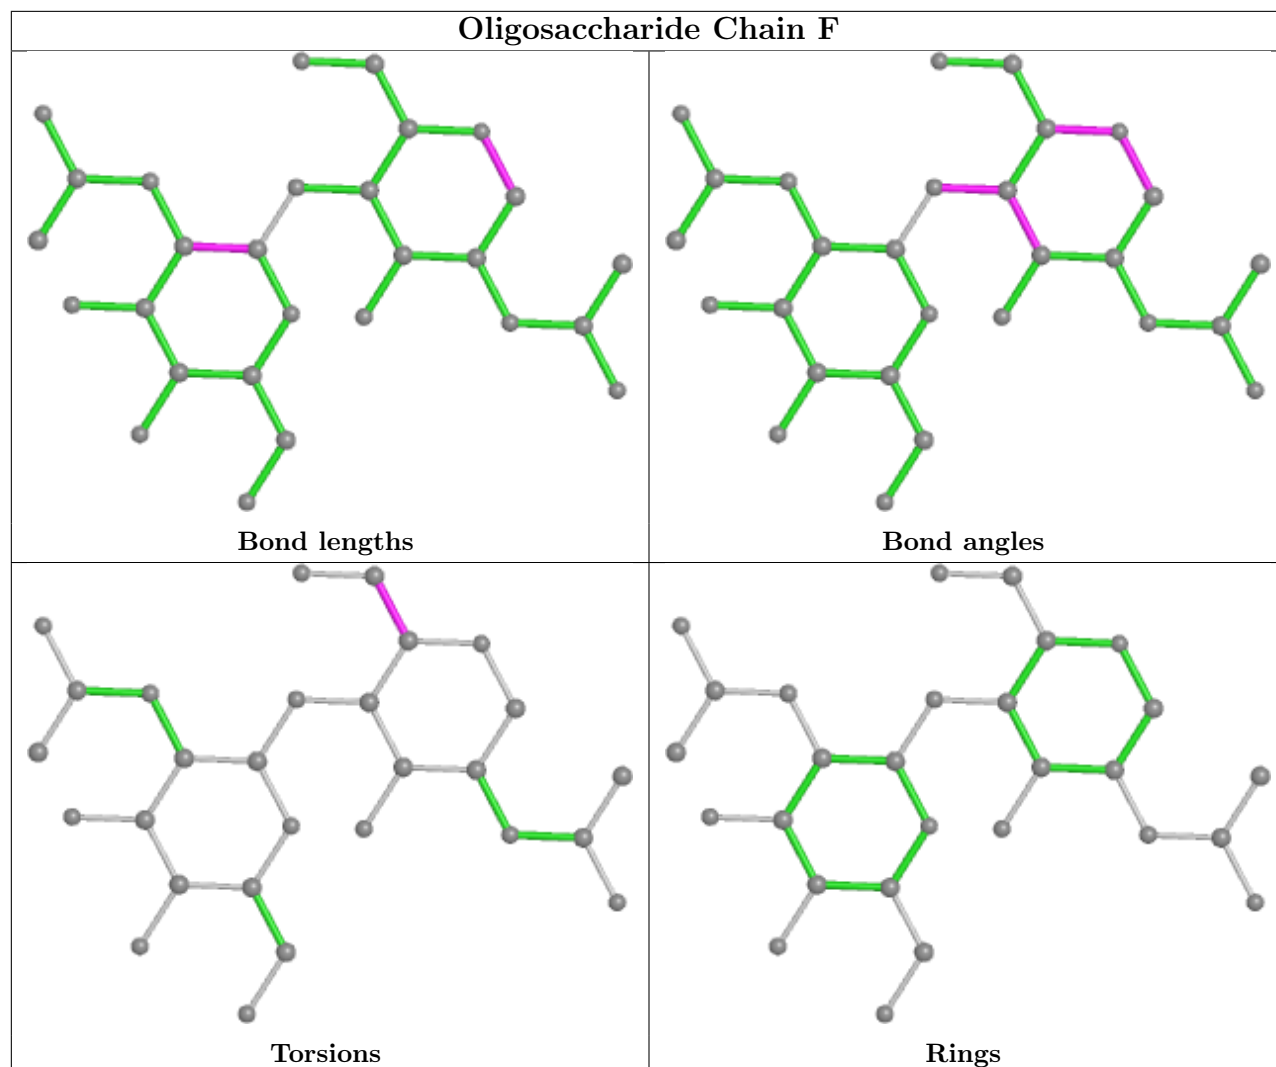 Oligosaccharide Chain F
Bond lengths
Bond angles
Torsions
Rings